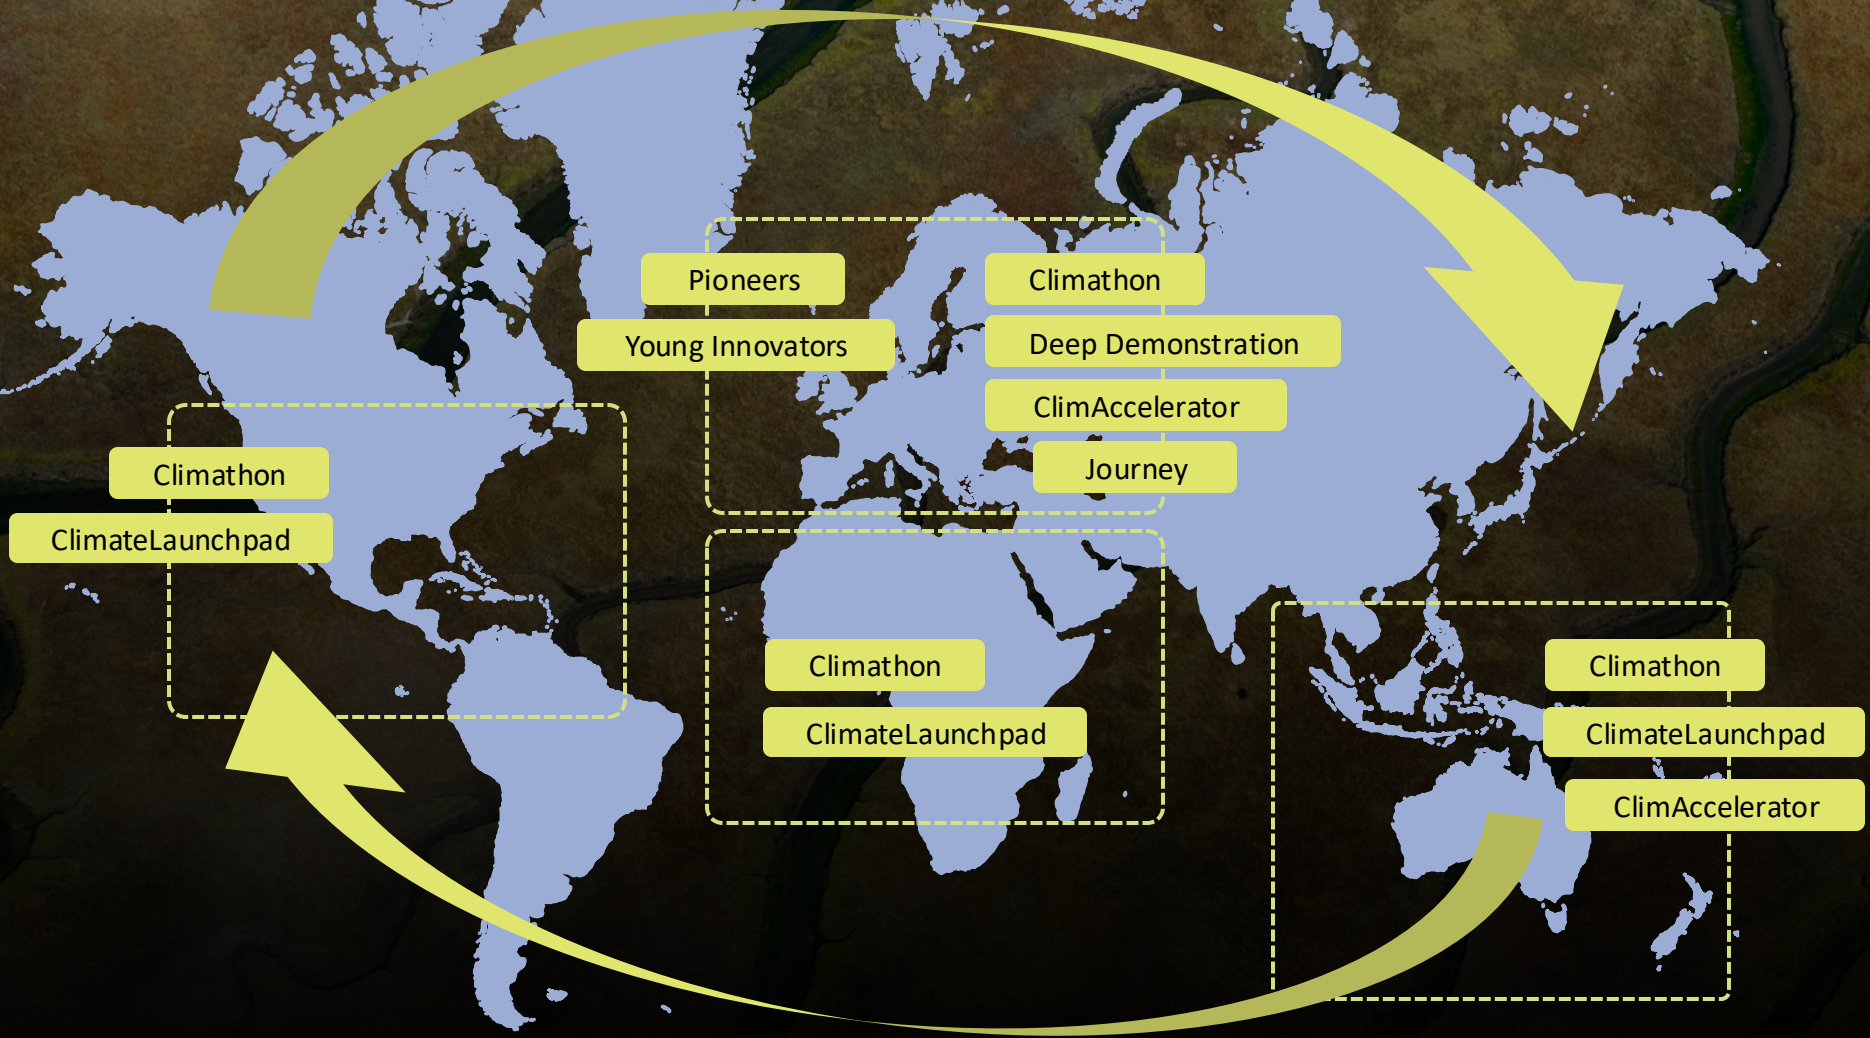 Pioneers
Young Innovators
Climathon
Deep Demonstration
ClimAccelerator
Journey
Climathon
ClimateLaunchpad
Climathon
ClimateLaunchpad
Climathon
ClimateLaunchpad
ClimAccelerator